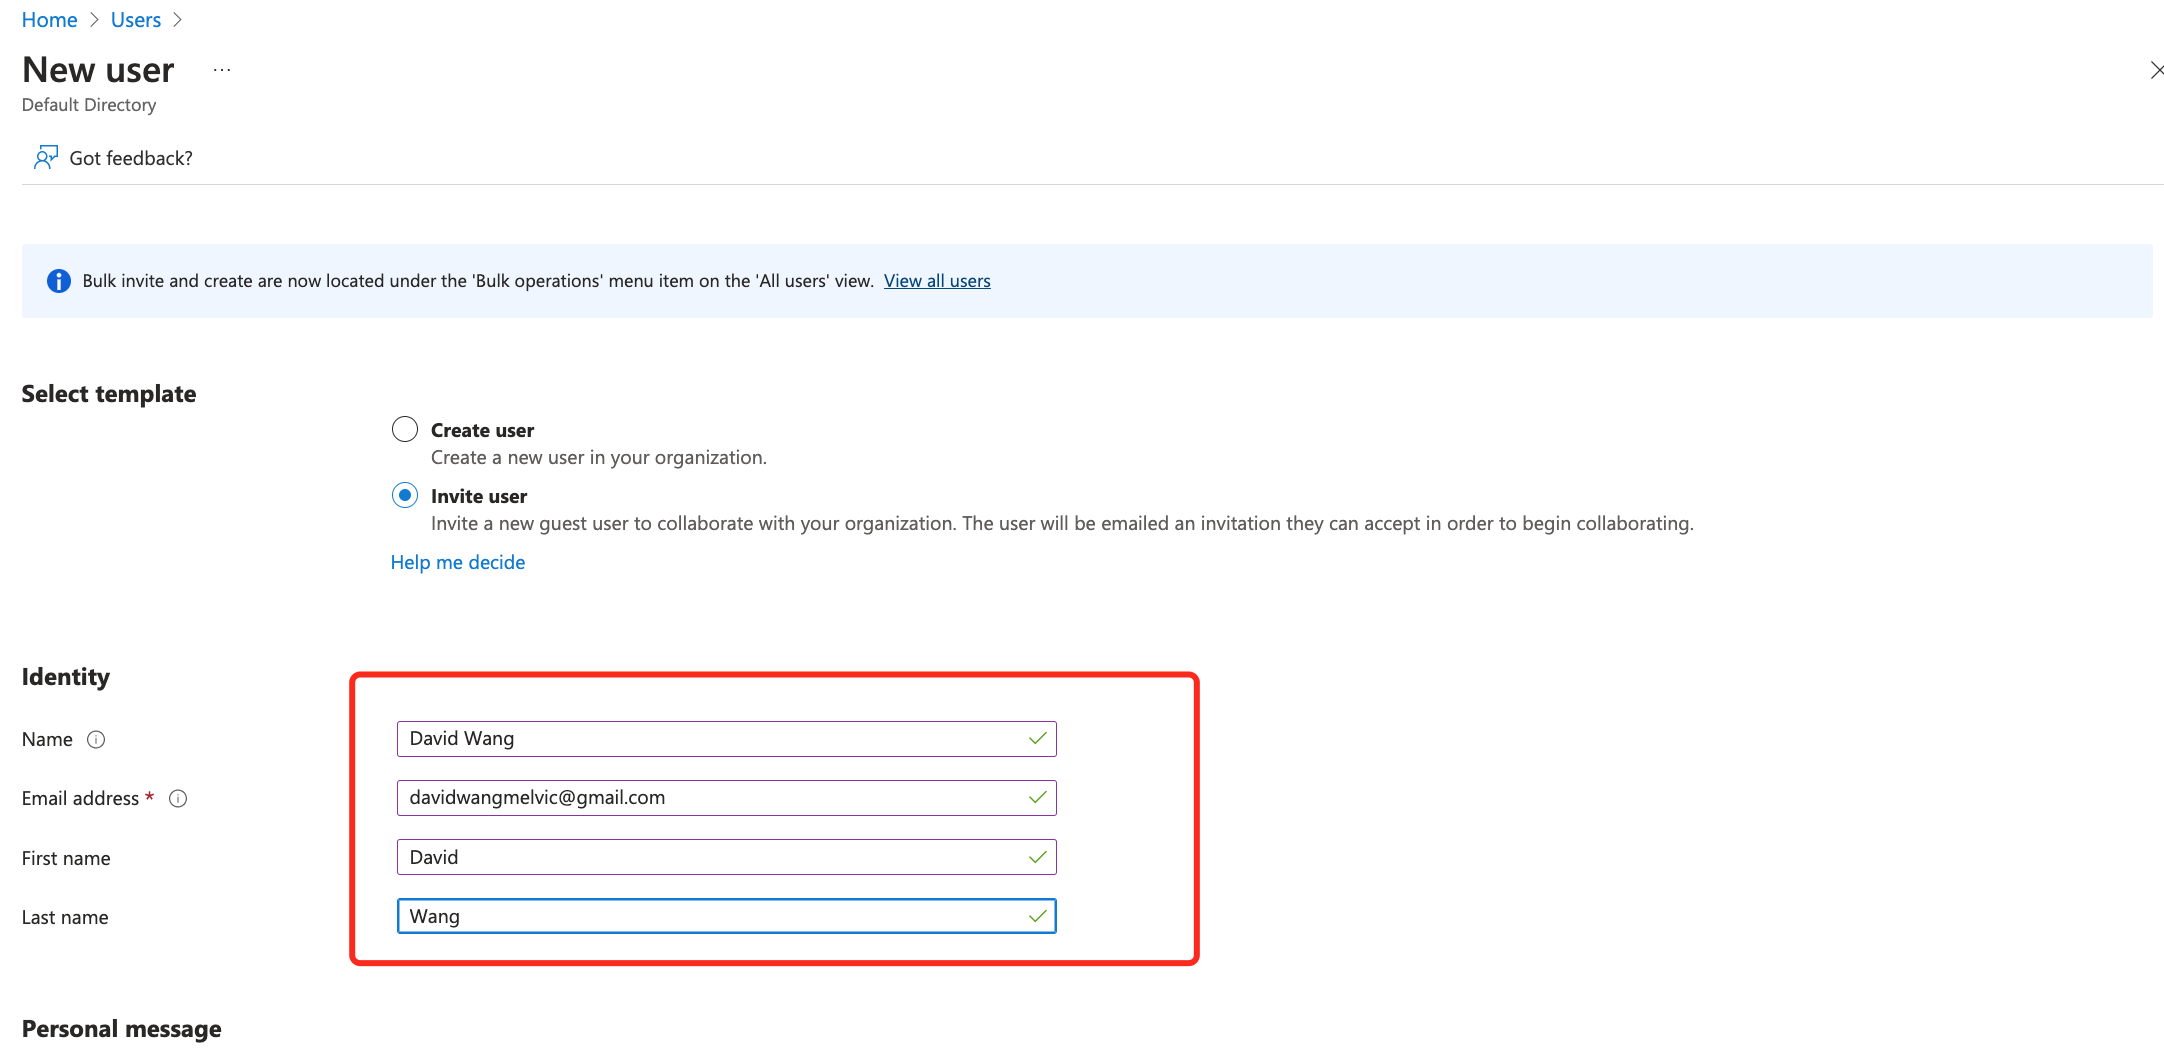 Home > Users >
New user ...
Default Directory
Got feedback?
Bulk invite and create are now located under the 'Bulk operations' menu item on the 'All users' view. View all users
Select template
Create user
Create a new user in your organization.
Invite user
Invite a new guest user to collaborate with your organization. The user will be emailed an invitation they can accept in order to begin collaborating.
Help me decide
Identity
Name David Wang
Email address * davidwangmelvic@gmail.com
First name David
Last name Wang
Personal message